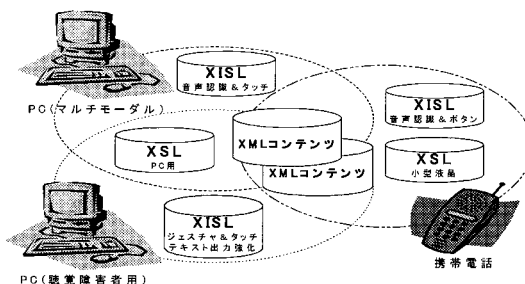 XISL
音声認識&タッチ
PC(マルチモーダル)
XISL
音声認識&ボタン
XMLコンテンツ
XSL
PC用
XMLコンテンツ
XSL
小型液晶
XISL
ジェスチャ&タッチ
テキスト出力強化
携帯電話
PC(聴覚障害者用)